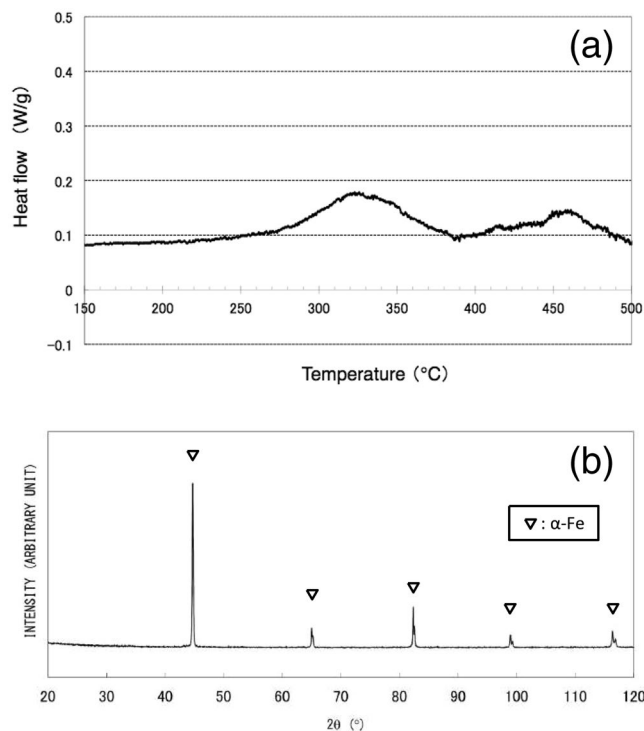 (a)
0.5
0.4
0.3
0.2
0.1
0
−0.1
Heat flow (W/g)
150 200 250 300 350 400 450 500
Temperature (°C)
(b)
▽: α-Fe
INTENSITY (ARBITRARY UNIT)
20 30 40 50 60 70 80 90 100 110 120
2θ (°)